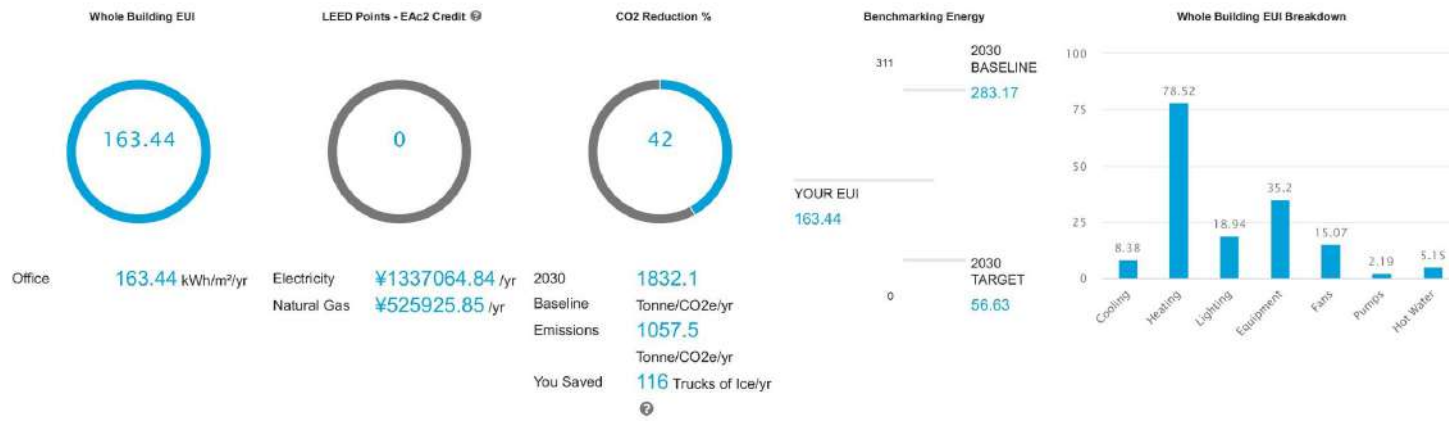 Whole Building EUI
163.44
Office 163.44 kWh/m²/yr
LEED Points - EAc2 Credit ?
0
Electricity ¥1337064.84 /yr
Natural Gas ¥525925.85 /yr
CO2 Reduction %
42
2030 1832.1
Baseline Tonne/CO2e/yr
Emissions 1057.5
Tonne/CO2e/yr
You Saved 116 Trucks of Ice/yr
?
Benchmarking Energy
311
2030
BASELINE
283.17
YOUR EUI
163.44
2030
TARGET
56.63
0
Whole Building EUI Breakdown
100
75
50
25
0
8.38
78.52
18.94
35.2
15.07
2.19
5.15
Cooling
Heating
Lighting
Equipment
Fans
Pumps
Hot Water